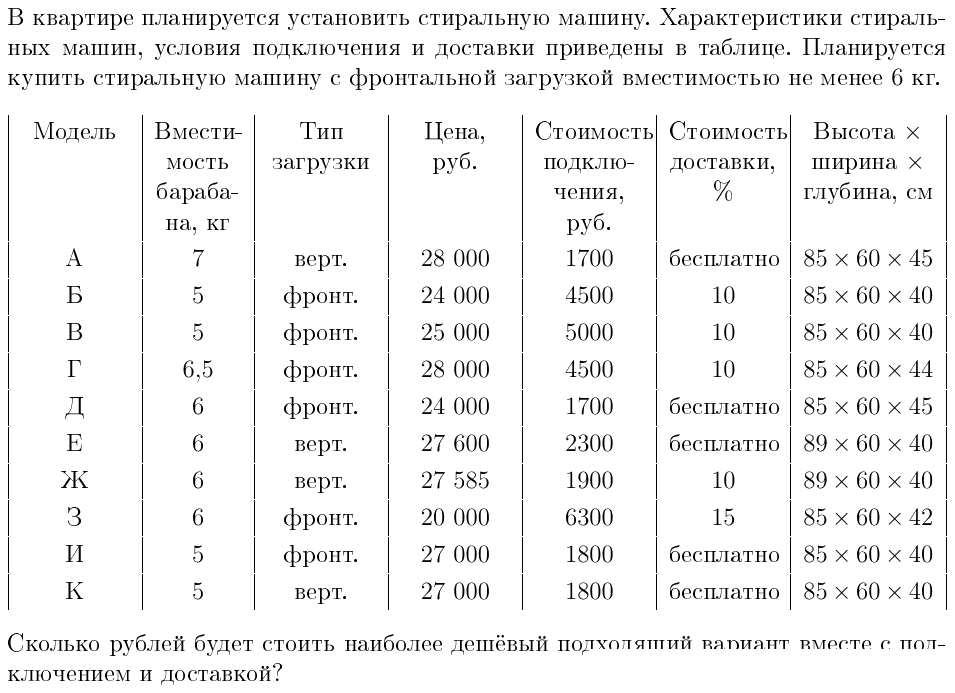 В квартире планируется установить стиральную машину. Характеристики стираль-
ных машин, условия подключения и доставки приведены в таблице. Планируется
купить стиральную машину с фронтальной загрузкой вместимостью не менее 6 кг.
Модель Вмести- Тип Цена, Стоимость Стоимость Высота ×
мость загрузки руб. подклю- доставки, ширина ×
бараба- чения, % глубина, см
на, кг руб.
А 7 верт. 28 000 1700 бесплатно 85 × 60 × 45
Б 5 фронт. 24 000 4500 10 85 × 60 × 40
В 5 фронт. 25 000 5000 10 85 × 60 × 40
Г 6,5 фронт. 28 000 4500 10 85 × 60 × 44
Д 6 фронт. 24 000 1700 бесплатно 85 × 60 × 45
Е 6 верт. 27 600 2300 бесплатно 89 × 60 × 40
Ж 6 верт. 27 585 1900 10 89 × 60 × 40
З 6 фронт. 20 000 6300 15 85 × 60 × 42
И 5 фронт. 27 000 1800 бесплатно 85 × 60 × 40
К 5 верт. 27 000 1800 бесплатно 85 × 60 × 40
Сколько рублей будет стоить наиболее дешёвый подходящий вариант вместе с под-
ключением и доставкой?